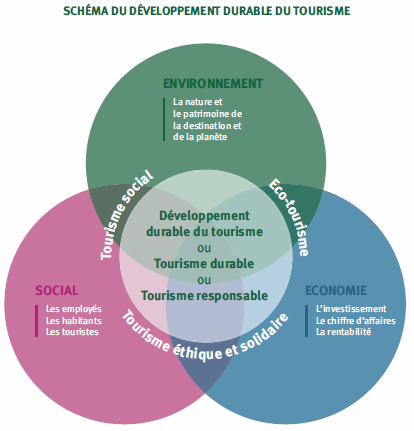 SCHÉMA DU DÉVELOPPEMENT DURABLE DU TOURISME
ENVIRONNEMENT
La nature et
le patrimoine de
la destination et
de la planète
Tourisme social
Eco-tourisme
Développement
durable du tourisme
ou
Tourisme durable
ou
Tourisme responsable
SOCIAL
Les employés
Les habitants
Les touristes
ECONOMIE
L'investissement
Le chiffre d'affaires
La rentabilité
Tourisme éthique et solidaire